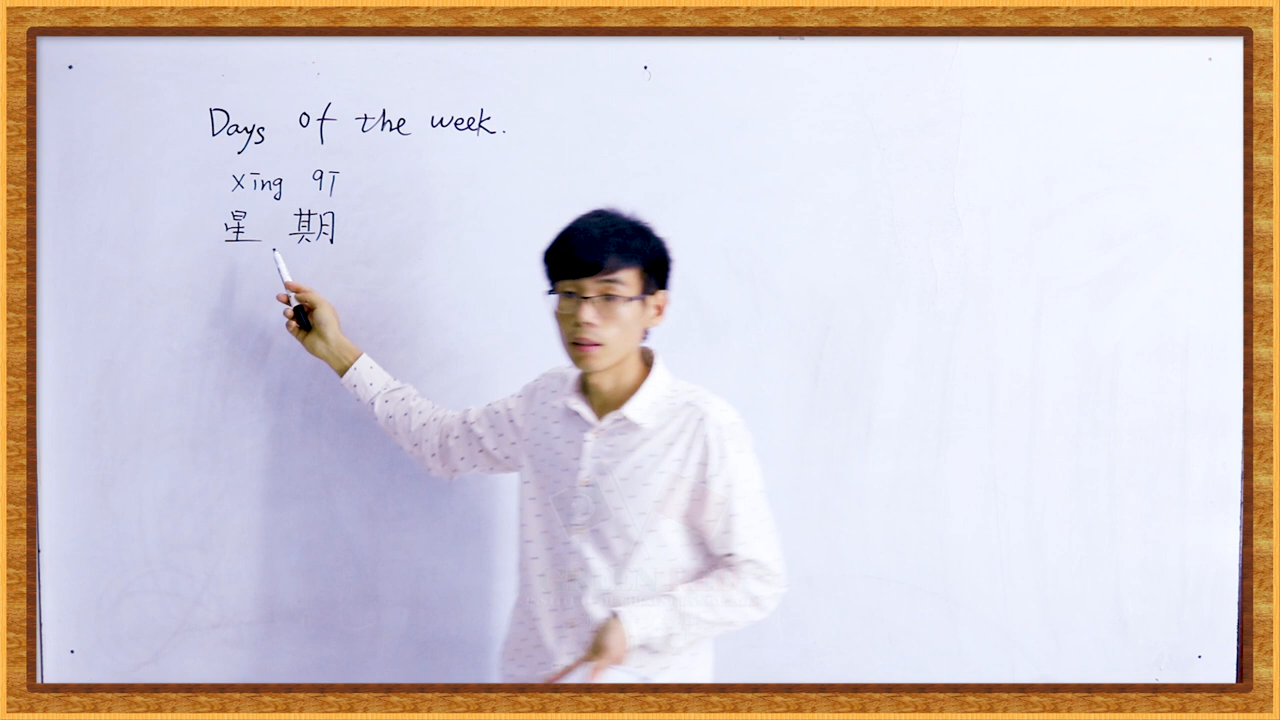 Days of the week.
xīng qī
星 期